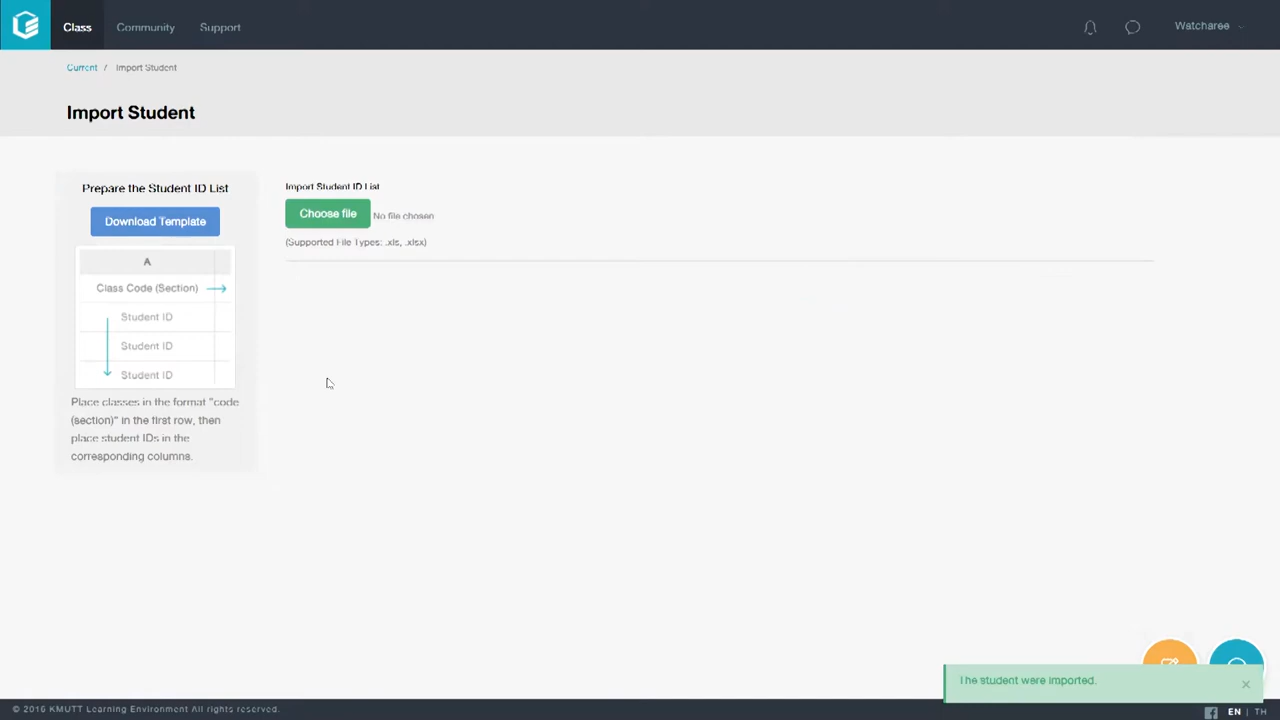 Class Community Support Watcharee
Current / Import Student
Import Student
Prepare the Student ID List
Download Template
A
Class Code (Section)
Student ID
Student ID
Student ID
Place classes in the format "code
(section)" in the first row, then
place student IDs in the
corresponding columns.
Import Student ID List
Choose file No file chosen
(Supported File Types: .xls, .xlsx)
The student were imported. ×
© 2016 KMUTT Learning Environment All rights reserved.
EN | TH